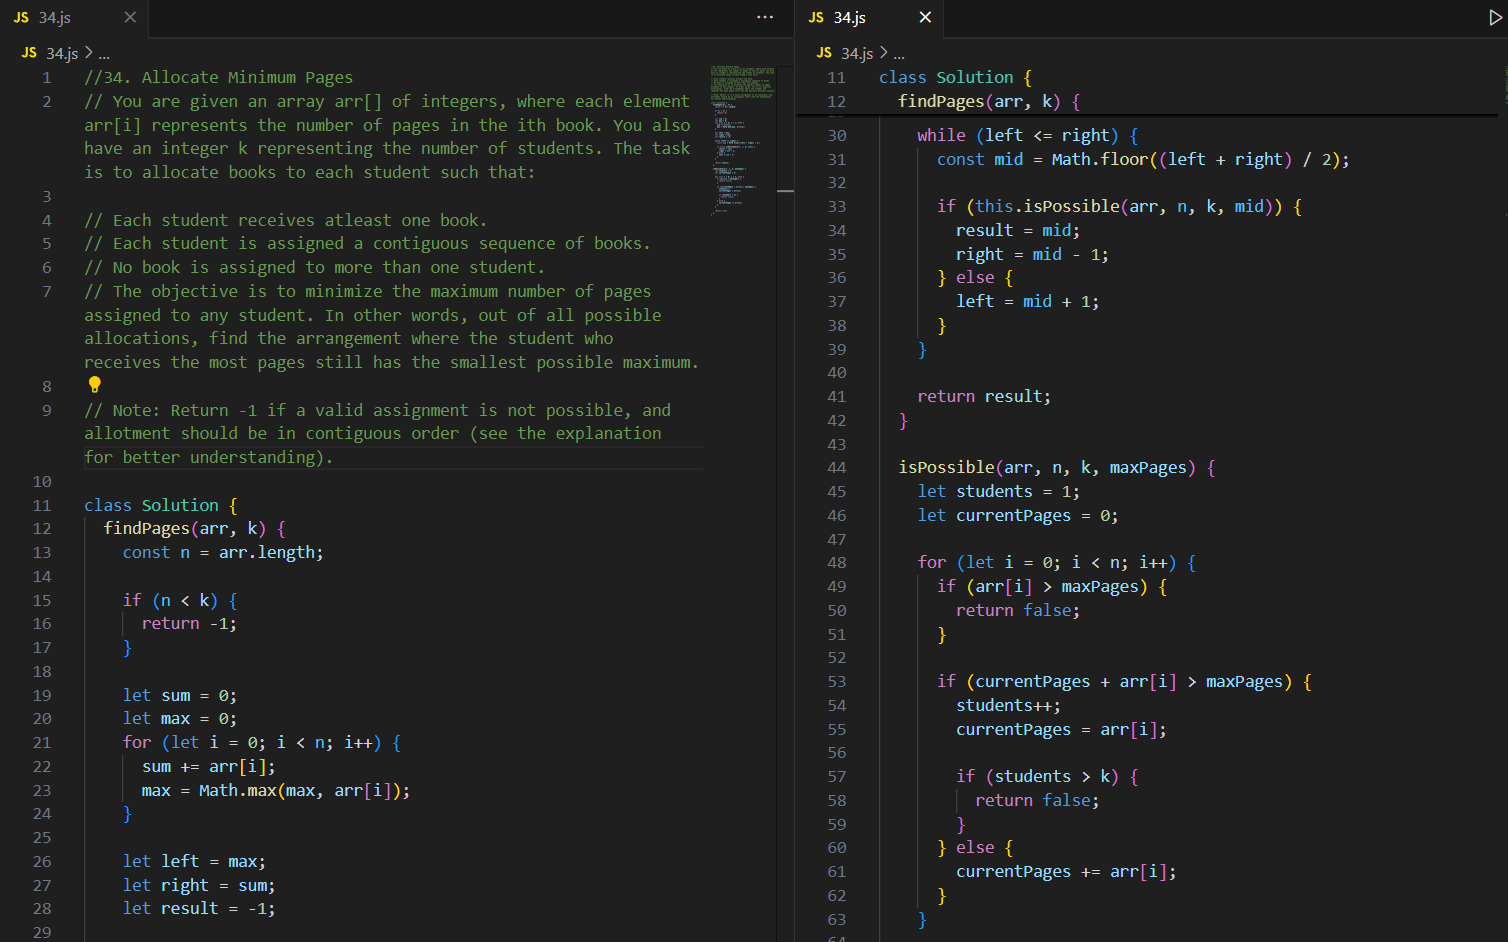 JS 34.js
JS 34.js > ...
1 //34. Allocate Minimum Pages
2 // You are given an array arr[] of integers, where each element
arr[i] represents the number of pages in the ith book. You also
have an integer k representing the number of students. The task
is to allocate books to each student such that:
3
4 // Each student receives atleast one book.
5 // Each student is assigned a contiguous sequence of books.
6 // No book is assigned to more than one student.
7 // The objective is to minimize the maximum number of pages
assigned to any student. In other words, out of all possible
allocations, find the arrangement where the student who
receives the most pages still has the smallest possible maximum.
8
9 // Note: Return -1 if a valid assignment is not possible, and
allotment should be in contiguous order (see the explanation
for better understanding).
10
11 class Solution {
12 findPages(arr, k) {
13 const n = arr.length;
14
15 if (n < k) {
16 return -1;
17 }
18
19 let sum = 0;
20 let max = 0;
21 for (let i = 0; i < n; i++) {
22 sum += arr[i];
23 max = Math.max(max, arr[i]);
24 }
25
26 let left = max;
27 let right = sum;
28 let result = -1;
29
JS 34.js
JS 34.js > ...
11 class Solution {
12 findPages(arr, k) {
30 while (left <= right) {
31 const mid = Math.floor((left + right) / 2);
32
33 if (this.isPossible(arr, n, k, mid)) {
34 result = mid;
35 right = mid - 1;
36 } else {
37 left = mid + 1;
38 }
39 }
40
41 return result;
42 }
43
44 isPossible(arr, n, k, maxPages) {
45 let students = 1;
46 let currentPages = 0;
47
48 for (let i = 0; i < n; i++) {
49 if (arr[i] > maxPages) {
50 return false;
51 }
52
53 if (currentPages + arr[i] > maxPages) {
54 students++;
55 currentPages = arr[i];
56
57 if (students > k) {
58 return false;
59 }
60 } else {
61 currentPages += arr[i];
62 }
63 }